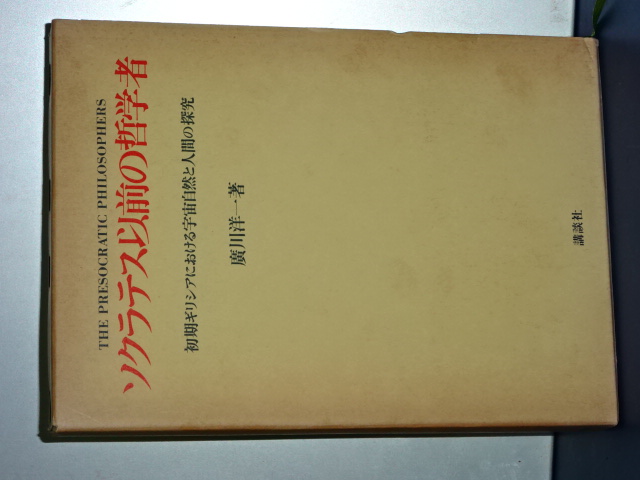 THE PRESOCRATIC PHILOSOPHERS
ソクラテス以前の哲学者
初期ギリシアにおける宇宙自然と人間の探究
廣川洋一著
講談社